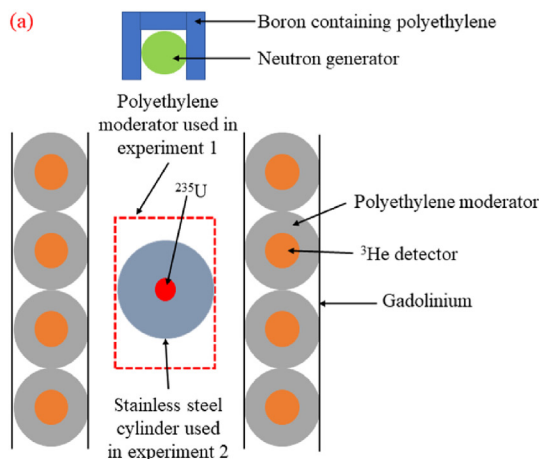 (a)
Boron containing polyethylene
Neutron generator
Polyethylene
moderator used in
experiment 1
²³⁵U
Polyethylene moderator
³He detector
Gadolinium
Stainless steel
cylinder used
in experiment 2